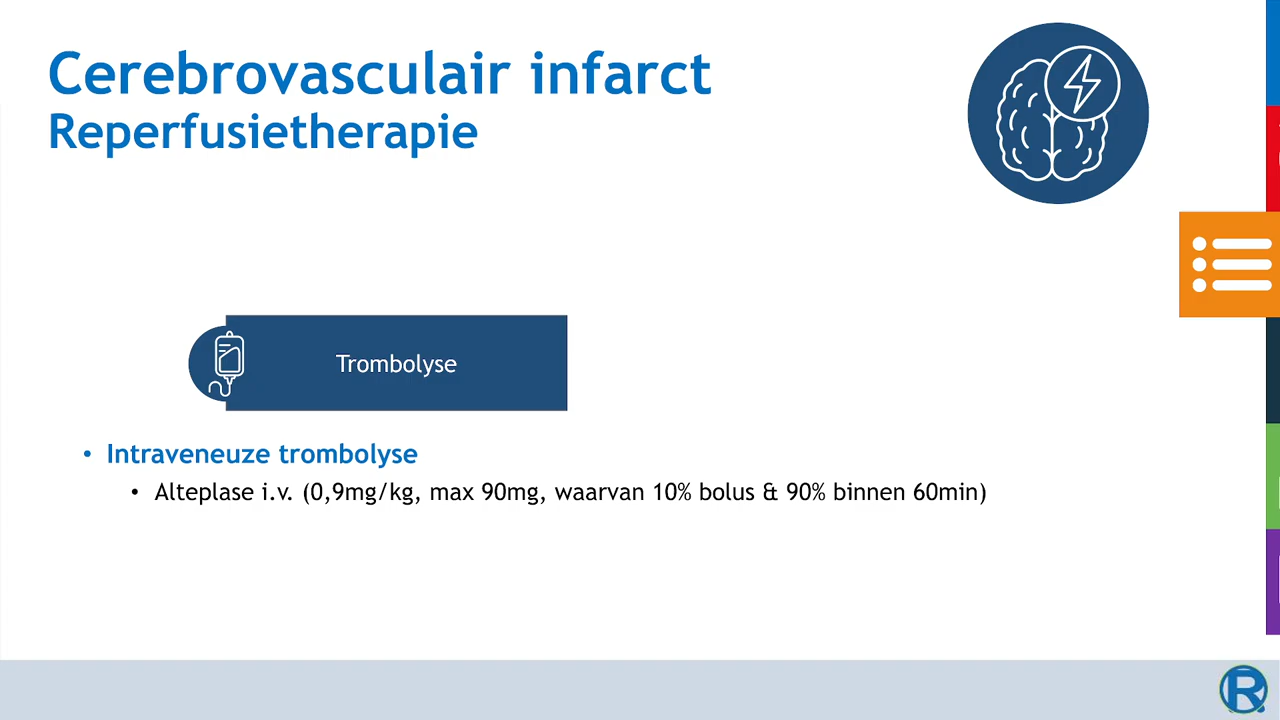 Cerebrovasculair infarct
Reperfusietherapie
Trombolyse
• Intraveneuze trombolyse
• Alteplase i.v. (0,9mg/kg, max 90mg, waarvan 10% bolus & 90% binnen 60min)
R